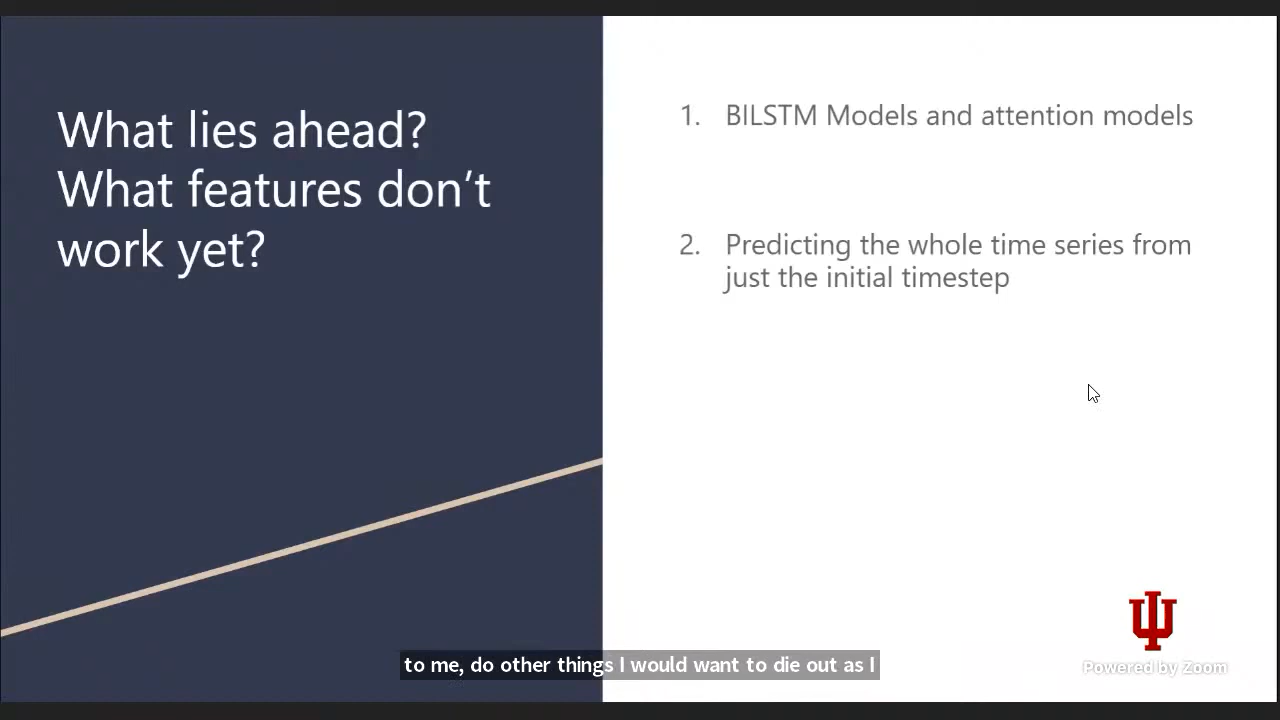 What lies ahead?
What features don’t
work yet?
1. BILSTM Models and attention models
2. Predicting the whole time series from
just the initial timestep
to me, do other things I would want to die out as I
Powered by Zoom